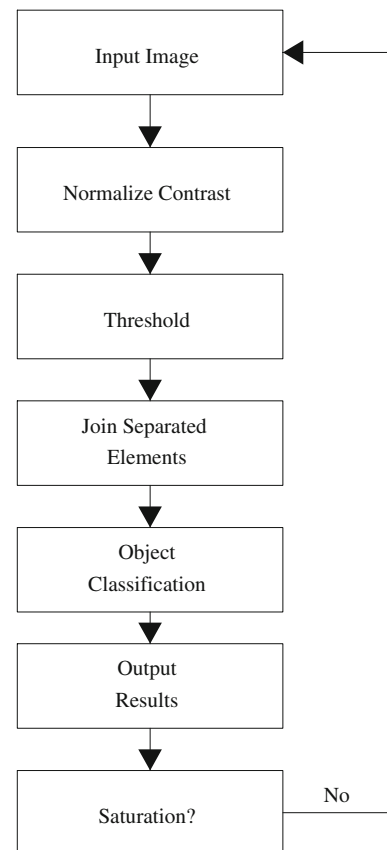 Input Image
Normalize Contrast
Threshold
Join Separated
Elements
Object
Classification
Output
Results
Saturation?
No